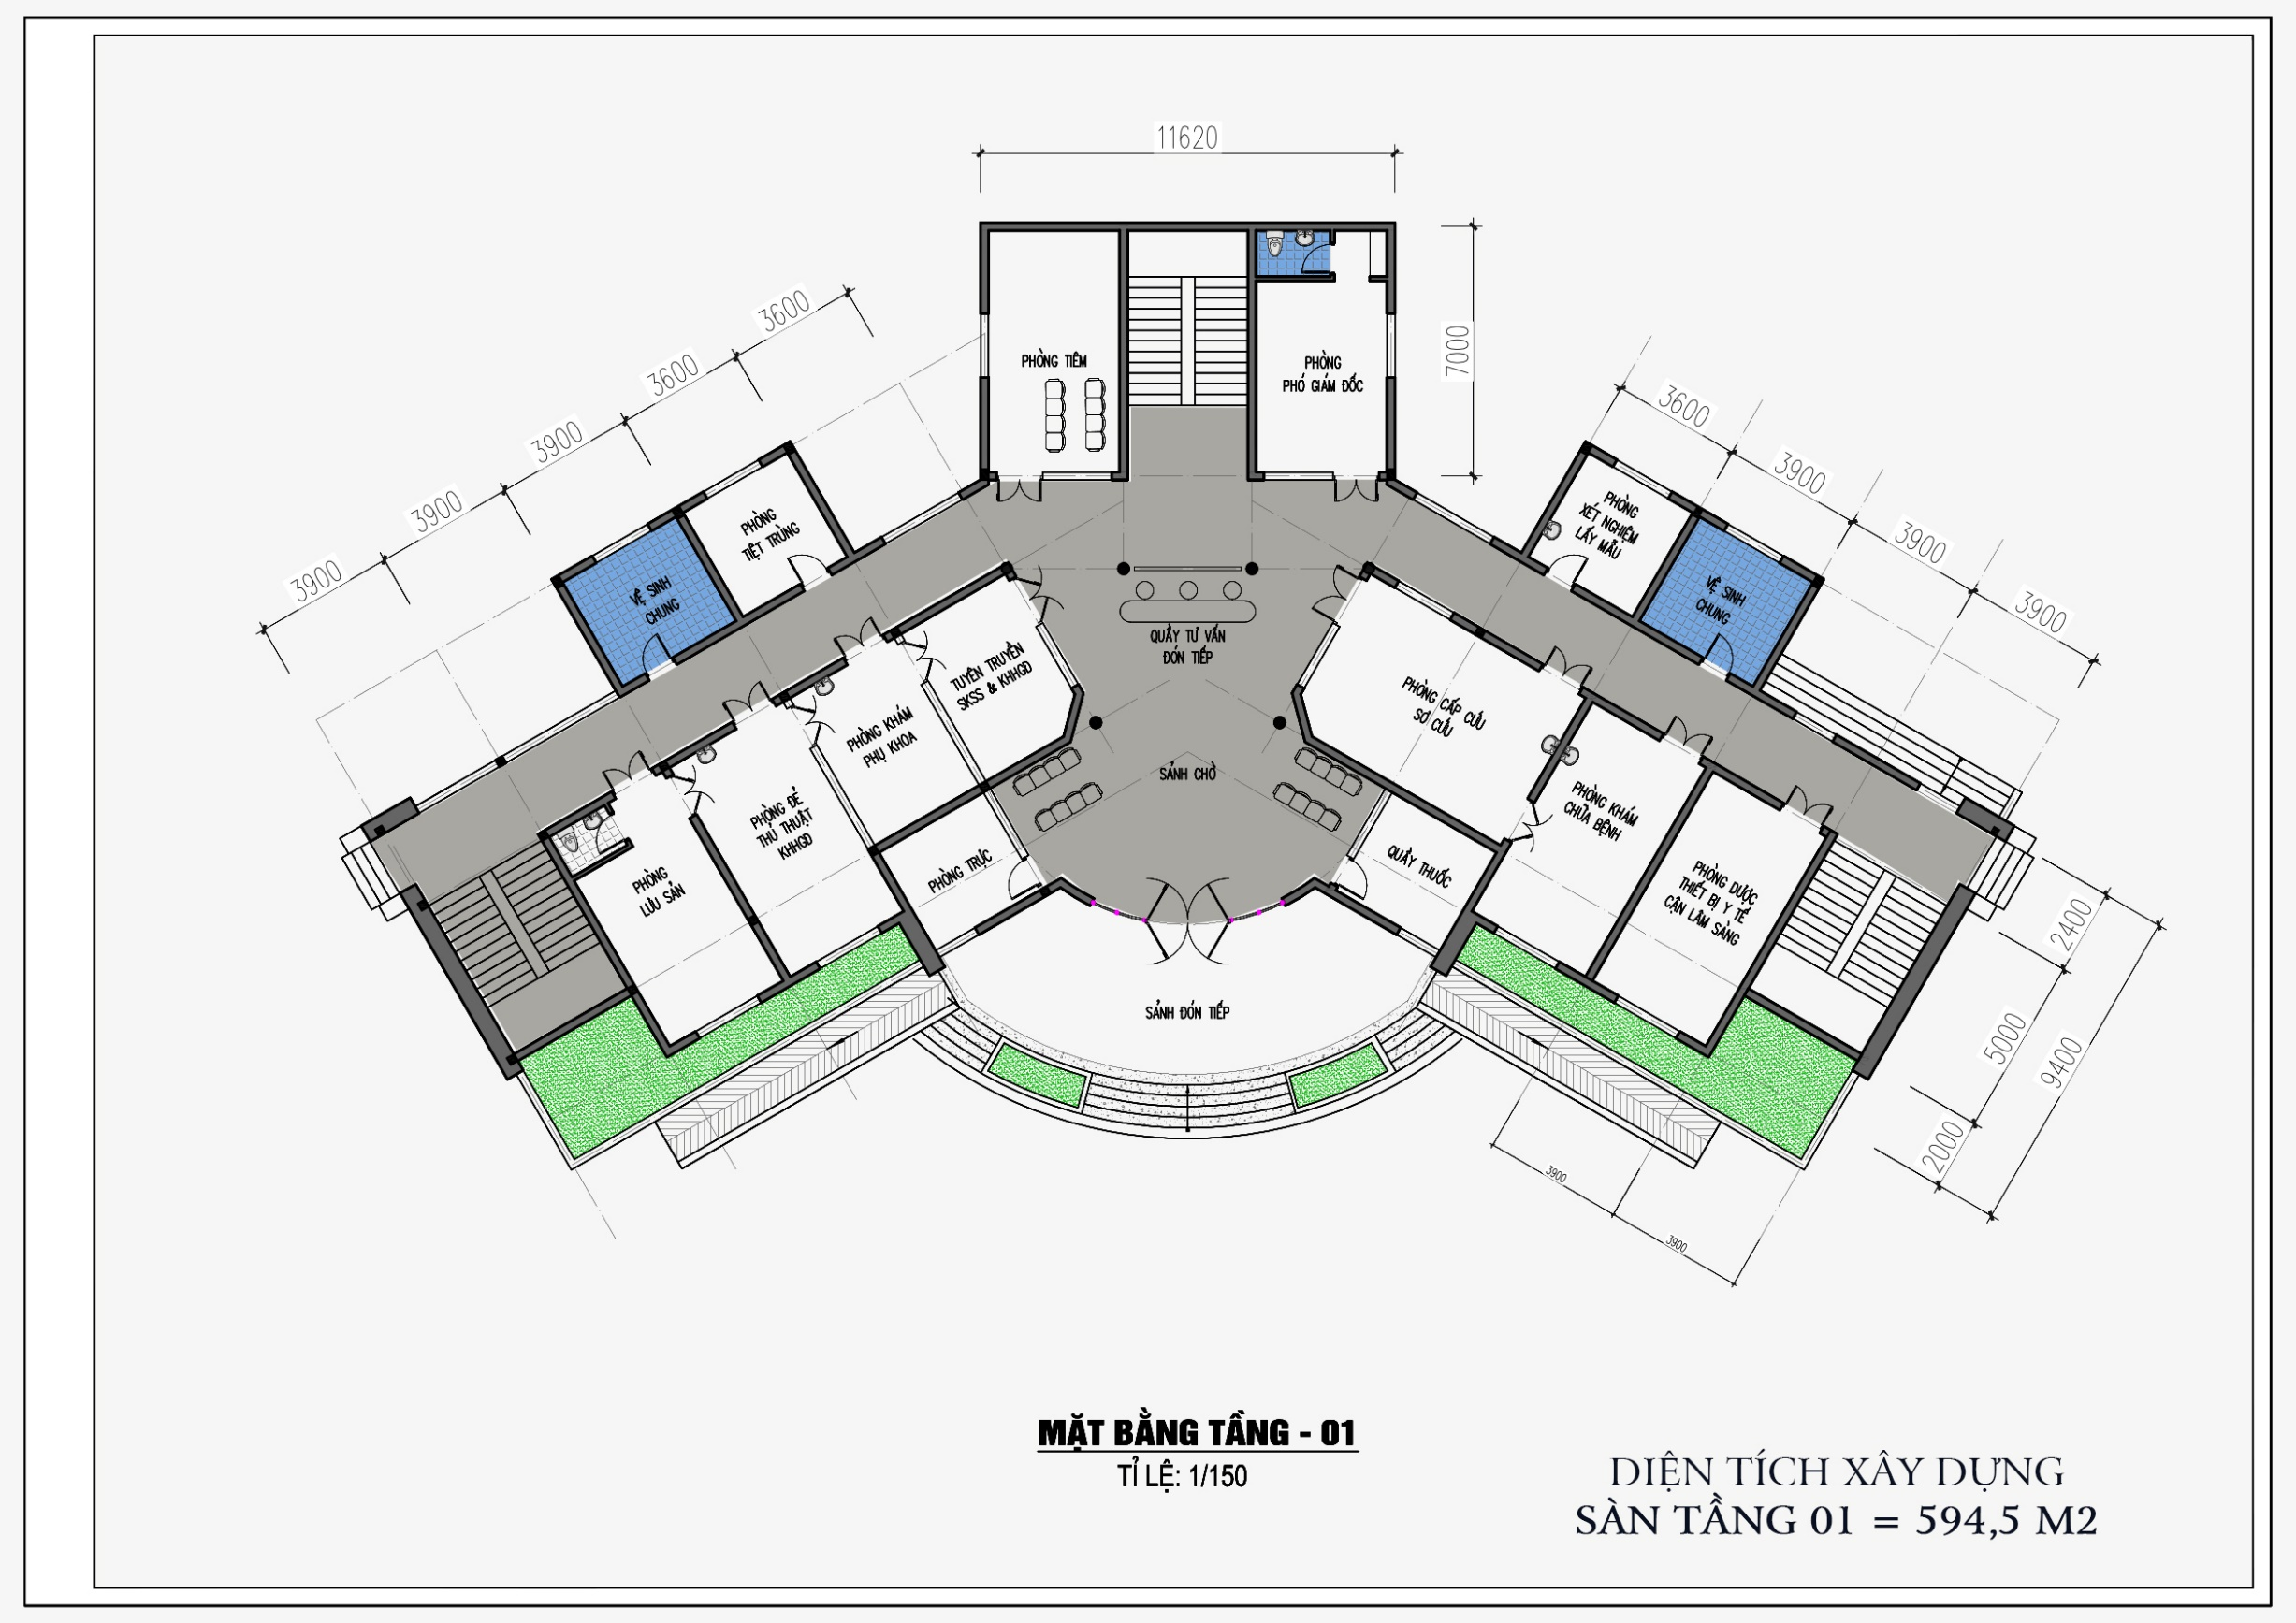 11620
7000
3600
3600
3900
3900
3900
3600
3900
3900
3900
PHÒNG TIÊM
PHÒNG
PHÓ GIÁM ĐỐC
PHÒNG
TIỆT TRÙNG
VỆ SINH
CHUNG
PHÒNG
XÉT NGHIỆM
LẤY MẪU
VỆ SINH
CHUNG
QUẦY TƯ VẤN
ĐÓN TIẾP
TUYÊN TRUYỀN
SKSS & KHHGD
PHÒNG KHÁM
PHỤ KHOA
PHÒNG ĐẺ
THỦ THUẬT
KHHGD
PHÒNG
LƯU SẢN
PHÒNG TRỰC
SẢNH CHỜ
PHÒNG CẤP CỨU
SƠ CỨU
PHÒNG KHÁM
CHỮA BỆNH
QUẦY THUỐC
PHÒNG DƯỢC
THIẾT BỊ Y TẾ
CẬN LÂM SÀNG
SẢNH ĐÓN TIẾP
2400
5000
9400
2000
3900
3900
MẶT BẰNG TẦNG - 01
TỈ LỆ: 1/150
DIỆN TÍCH XÂY DỰNG
SÀN TẦNG 01 = 594,5 M2